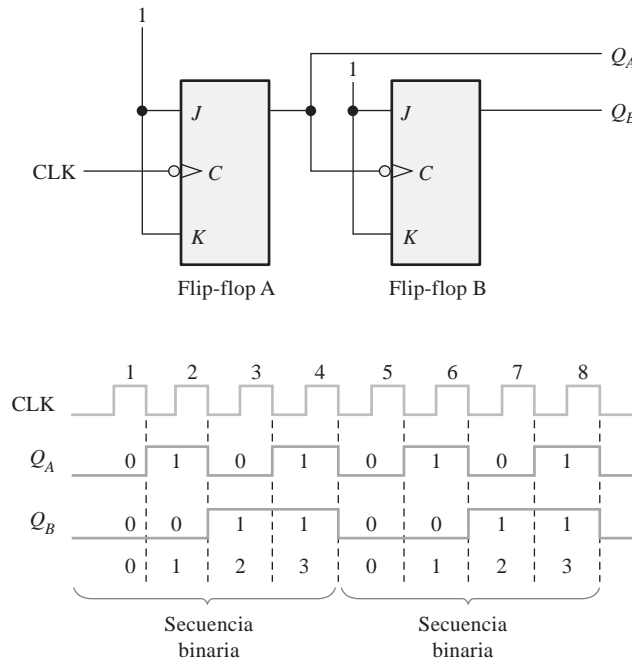 1
1
Q_A
J
J
Q_B
CLK
C
C
K
K
Flip-flop A
Flip-flop B
1 2 3 4 5 6 7 8
CLK
Q_A
0 1 0 1 0 1 0 1
Q_B
0 0 1 1 0 0 1 1
0 1 2 3 0 1 2 3
Secuencia
binaria
Secuencia
binaria